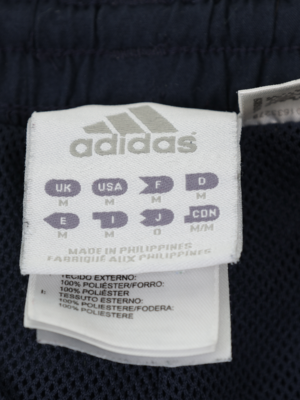 adidas
UK USA F D
M M M M
E I J CDN
M M O M/M
MADE IN PHILIPPINES
FABRIQUÉ AUX PHILIPPINES
TECIDO EXTERNO:
100% POLIÉSTER/FORRO:
100% POLIÉSTER
TESSUTO ESTERNO:
100% POLIESTERE/FODERA:
100% POLIESTERE